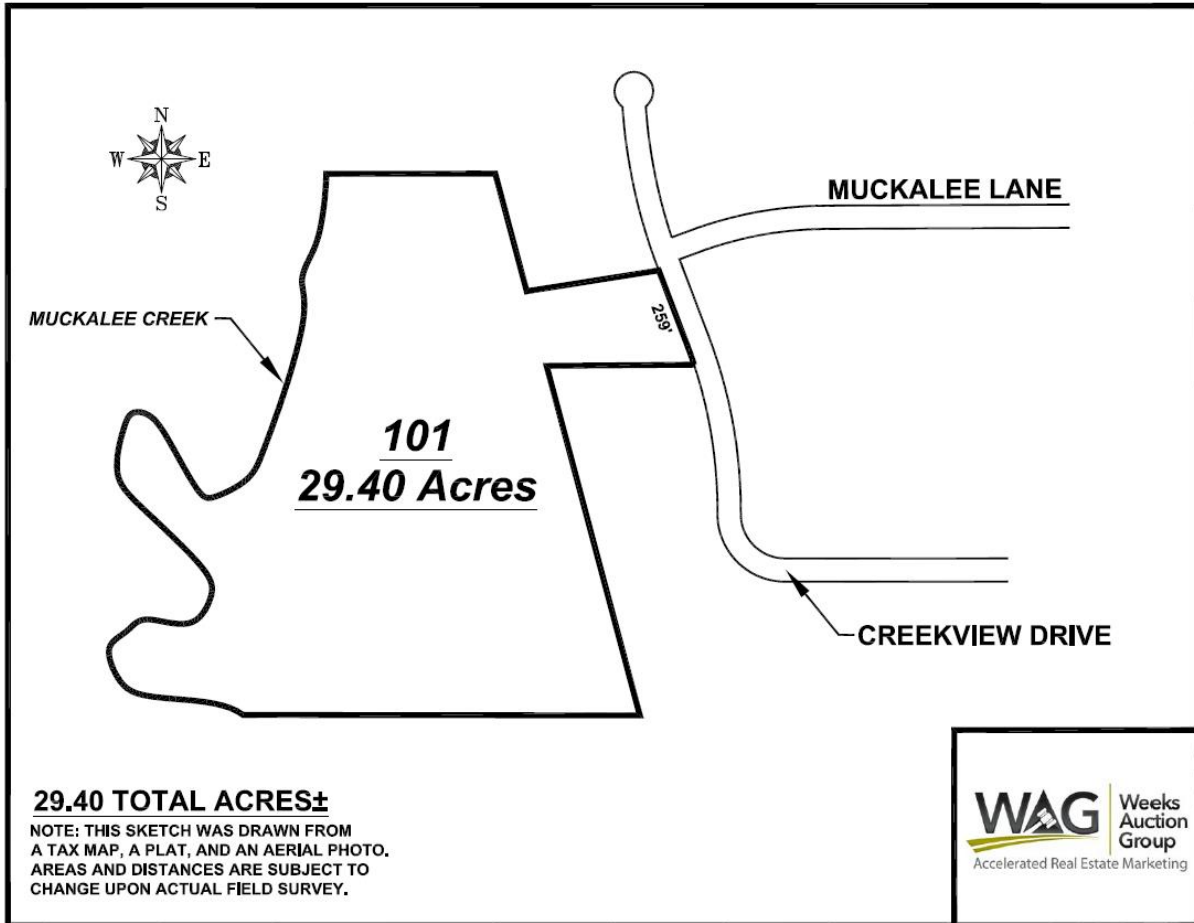 N
W
E
S
MUCKALEE LANE
MUCKALEE CREEK
259'
101
29.40 Acres
CREEKVIEW DRIVE
29.40 TOTAL ACRES±
NOTE: THIS SKETCH WAS DRAWN FROM
A TAX MAP, A PLAT, AND AN AERIAL PHOTO.
AREAS AND DISTANCES ARE SUBJECT TO
CHANGE UPON ACTUAL FIELD SURVEY.
WAG
Weeks
Auction
Group
Accelerated Real Estate Marketing